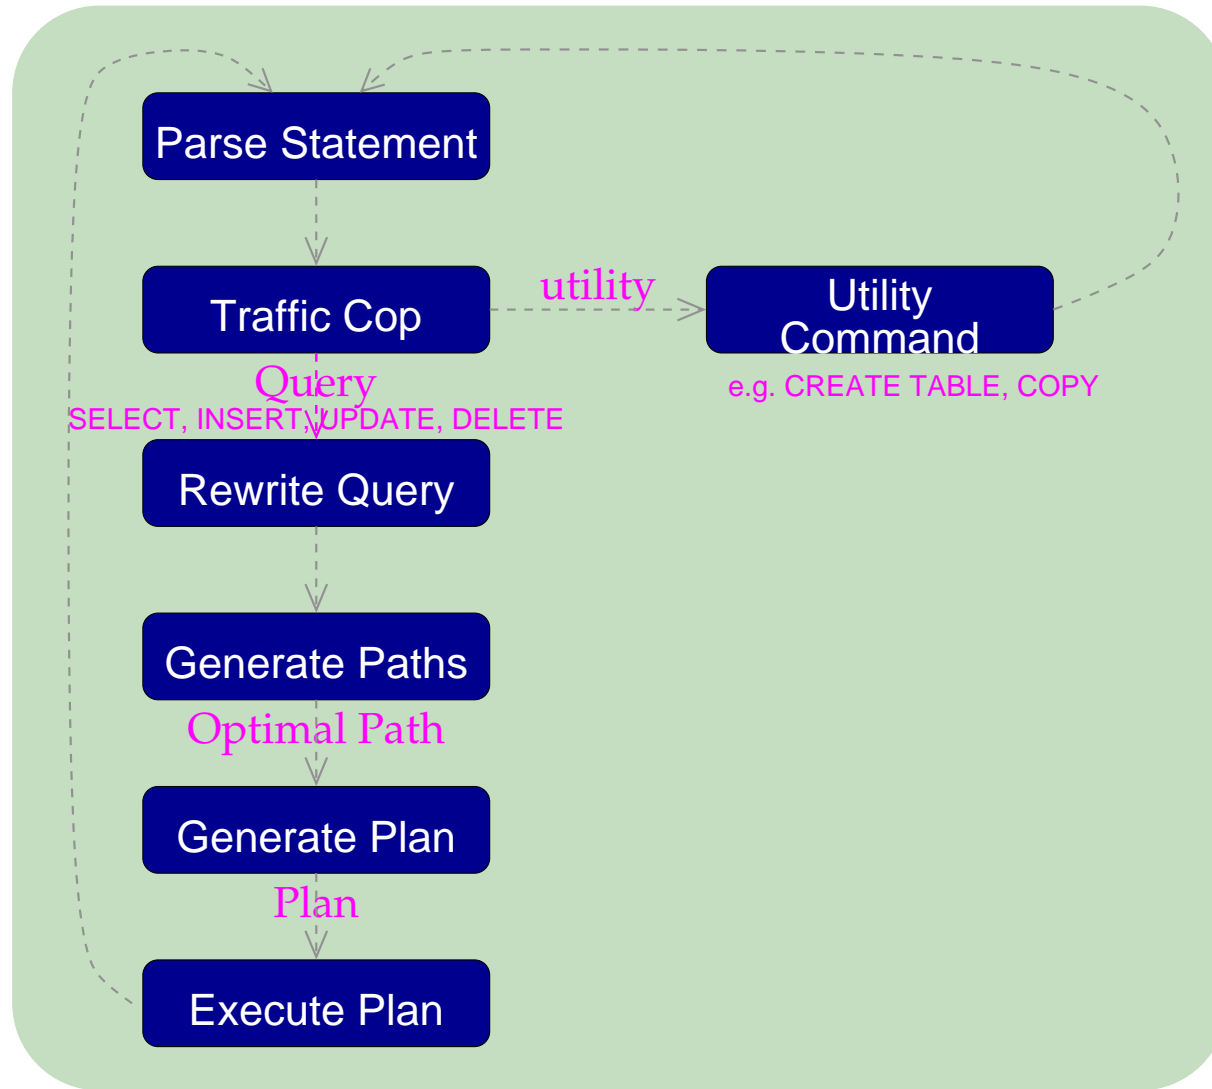 Parse Statement
Traffic Cop
utility
Utility
Command
e.g. CREATE TABLE, COPY
Query
SELECT, INSERT, UPDATE, DELETE
Rewrite Query
Generate Paths
Optimal Path
Generate Plan
Plan
Execute Plan